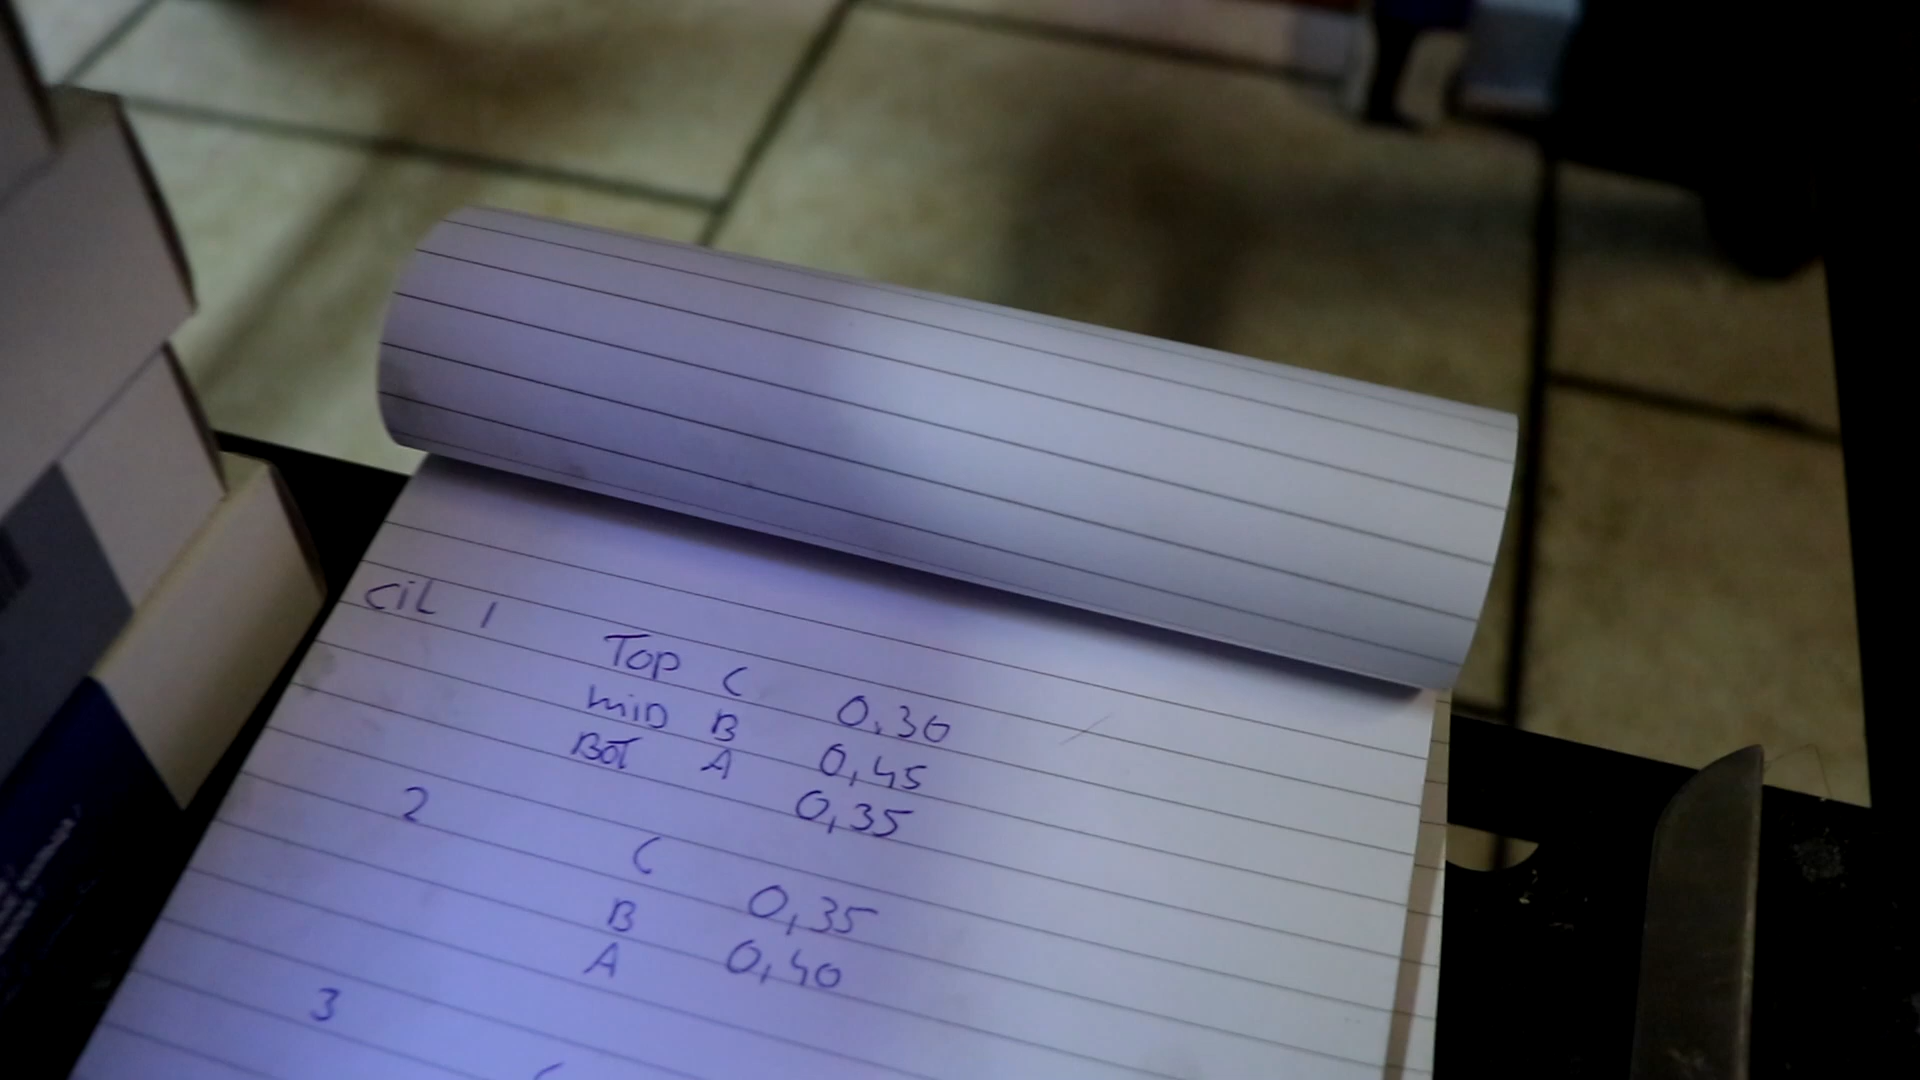 CIL 1
TOP C 0,30
MID B 0,45
BOT A 0,35
2
C 0,35
B 0,40
A
3
C